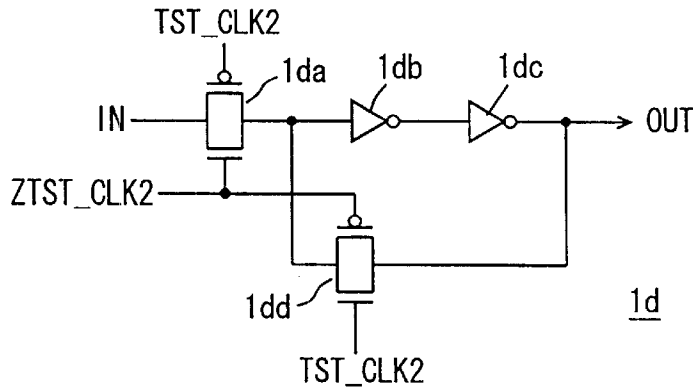 TST_CLK2
1da
1db
1dc
IN
OUT
ZTST_CLK2
1dd
1d
TST_CLK2